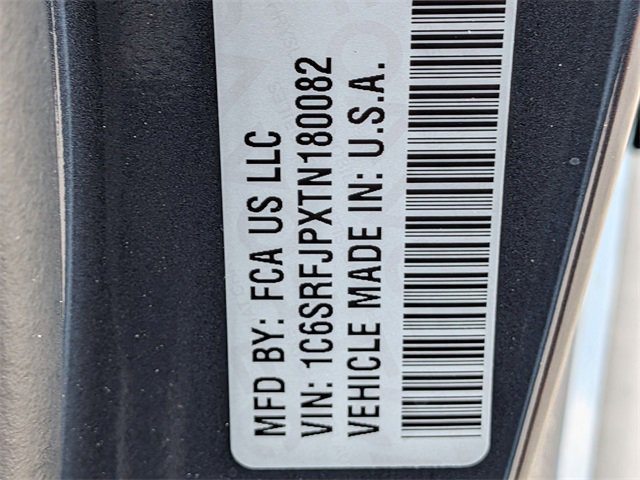 MFD BY: FCA US LLC
VIN: 1C6SRFJPXTN180082
VEHICLE MADE IN: U.S.A.